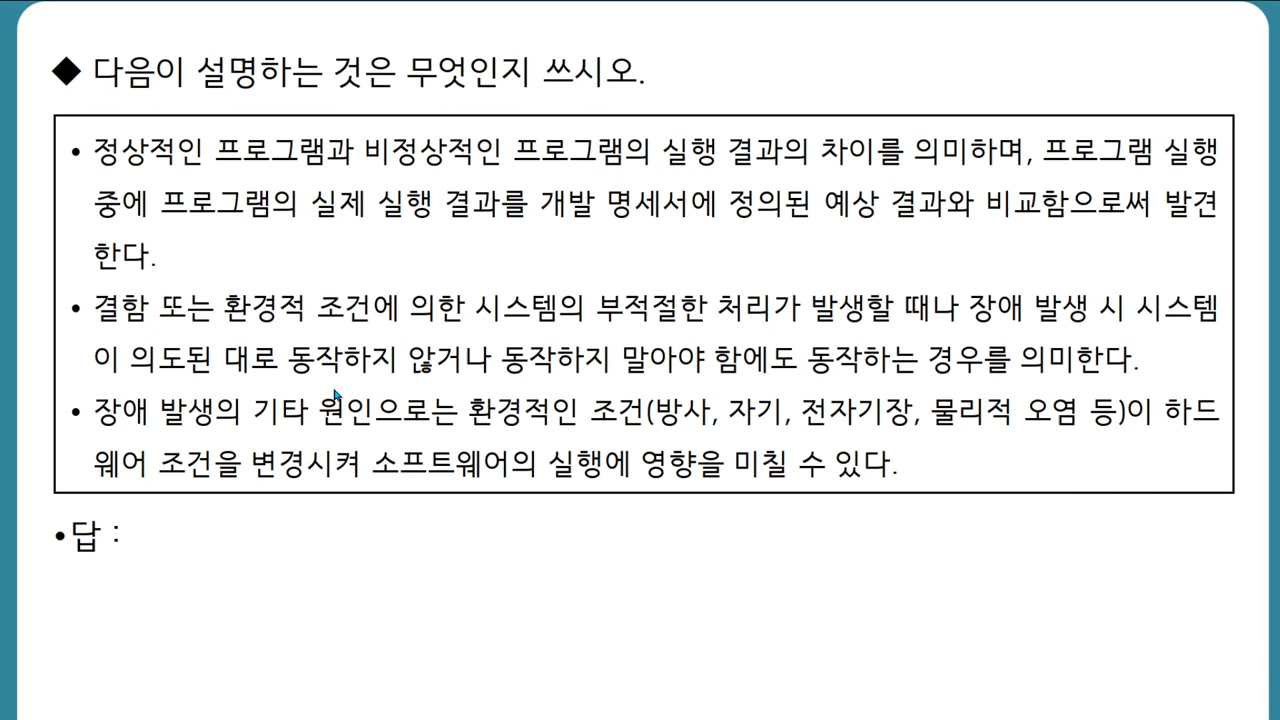 ◆ 다음이 설명하는 것은 무엇인지 쓰시오.
• 정상적인 프로그램과 비정상적인 프로그램의 실행 결과의 차이를 의미하며, 프로그램 실행
중에 프로그램의 실제 실행 결과를 개발 명세서에 정의된 예상 결과와 비교함으로써 발견
한다.
• 결함 또는 환경적 조건에 의한 시스템의 부적절한 처리가 발생할 때나 장애 발생 시 시스템
이 의도된 대로 동작하지 않거나 동작하지 말아야 함에도 동작하는 경우를 의미한다.
• 장애 발생의 기타 원인으로는 환경적인 조건(방사, 자기, 전자기장, 물리적 오염 등)이 하드
웨어 조건을 변경시켜 소프트웨어의 실행에 영향을 미칠 수 있다.
•답 :